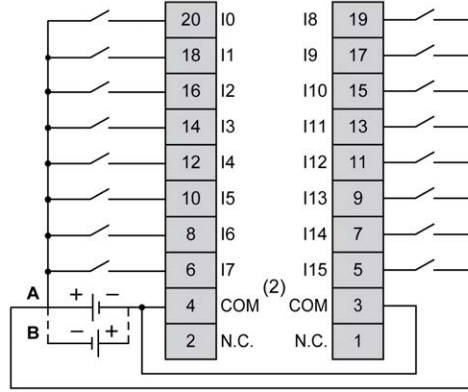 20 I0 I8 19
18 I1 I9 17
16 I2 I10 15
14 I3 I11 13
12 I4 I12 11
10 I5 I13 9
8 I6 I14 7
6 I7 I15 5
(2)
A + − 4 COM COM 3
B − + 2 N.C. N.C. 1